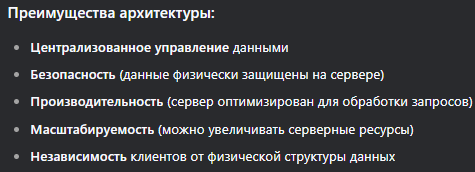 Преимущества архитектуры:
• Централизованное управление данными
• Безопасность (данные физически защищены на сервере)
• Производительность (сервер оптимизирован для обработки запросов)
• Масштабируемость (можно увеличивать серверные ресурсы)
• Независимость клиентов от физической структуры данных